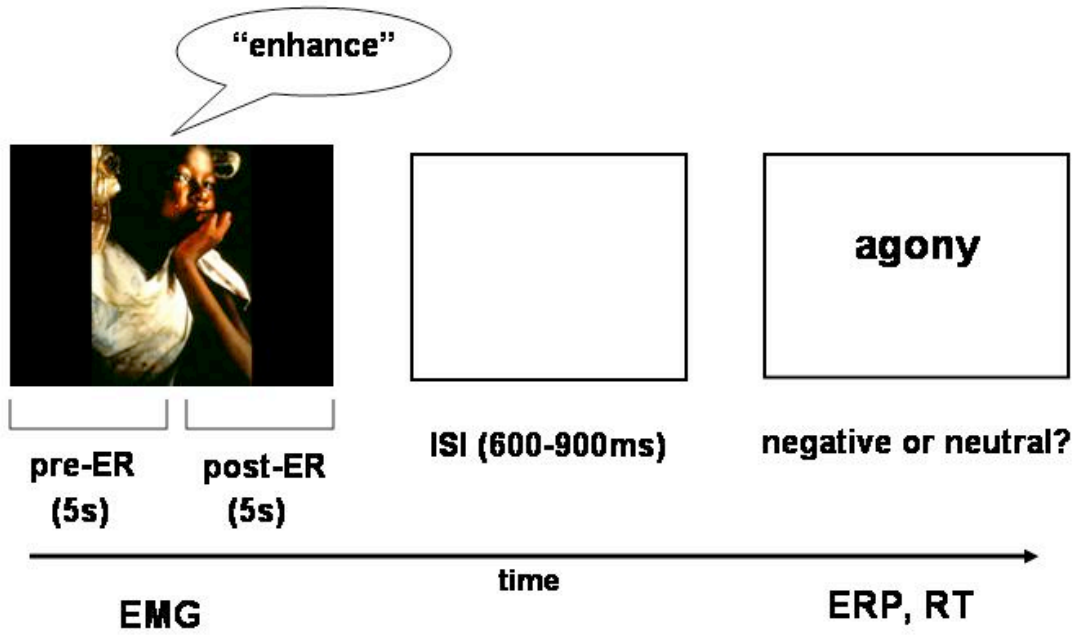 “enhance”
agony
ISI (600-900ms)
negative or neutral?
pre-ER
(5s)
post-ER
(5s)
time
EMG
ERP, RT